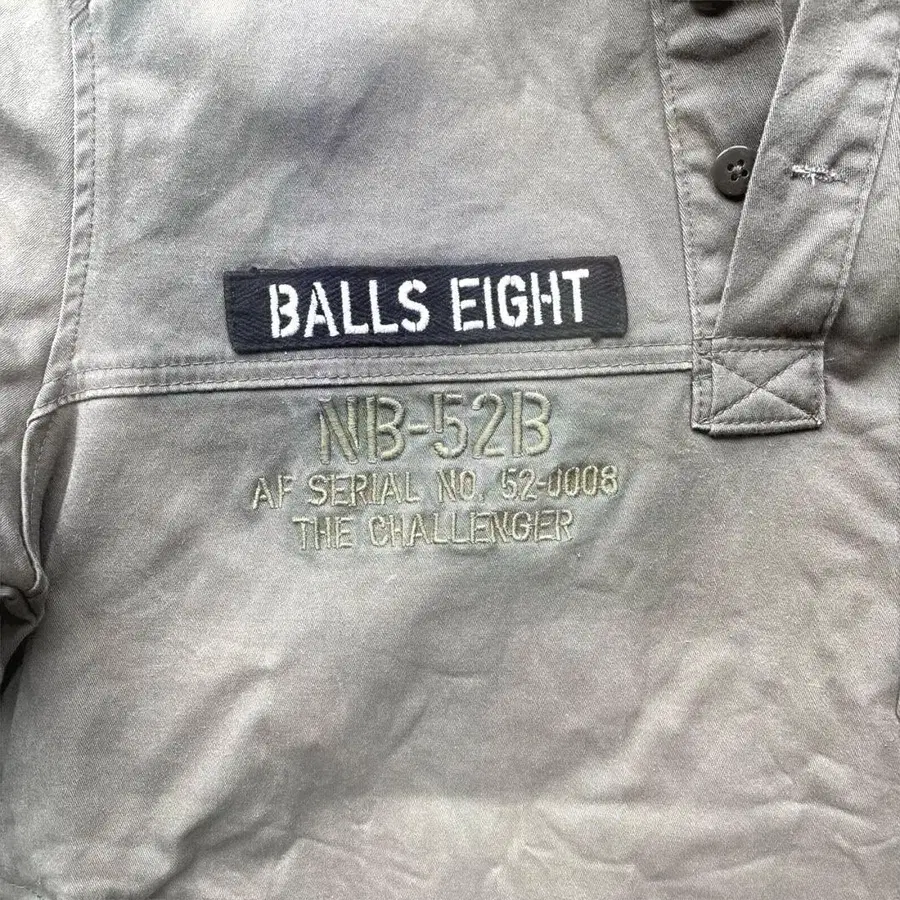 BALLS EIGHT
NB-52B
AF SERIAL NO. 52-0008
THE CHALLENGER